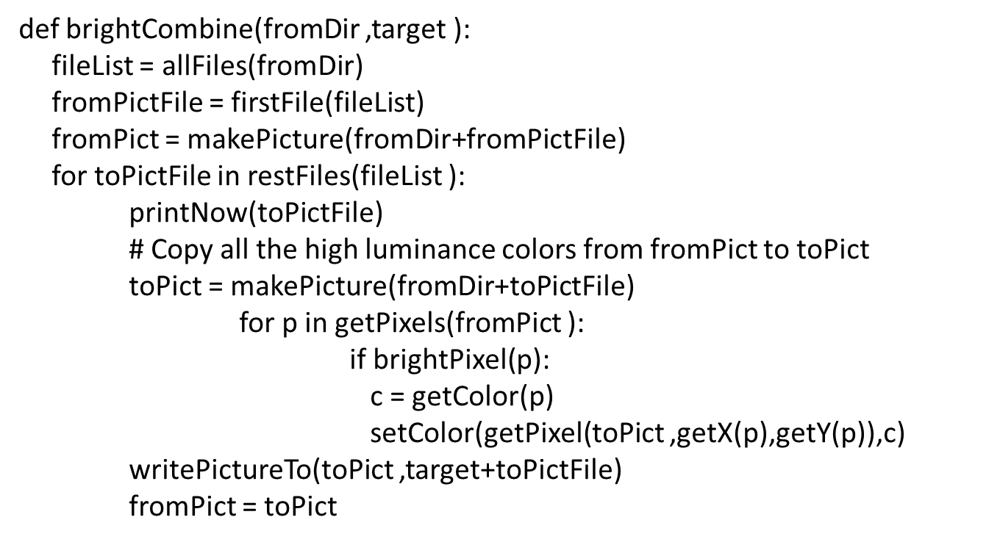 def brightCombine(fromDir ,target ):
fileList = allFiles(fromDir)
fromPictFile = firstFile(fileList)
fromPict = makePicture(fromDir+fromPictFile)
for toPictFile in restFiles(fileList ):
printNow(toPictFile)
# Copy all the high luminance colors from fromPict to toPict
toPict = makePicture(fromDir+toPictFile)
for p in getPixels(fromPict ):
if brightPixel(p):
c = getColor(p)
setColor(getPixel(toPict ,getX(p),getY(p)),c)
writePictureTo(toPict ,target+toPictFile)
fromPict = toPict